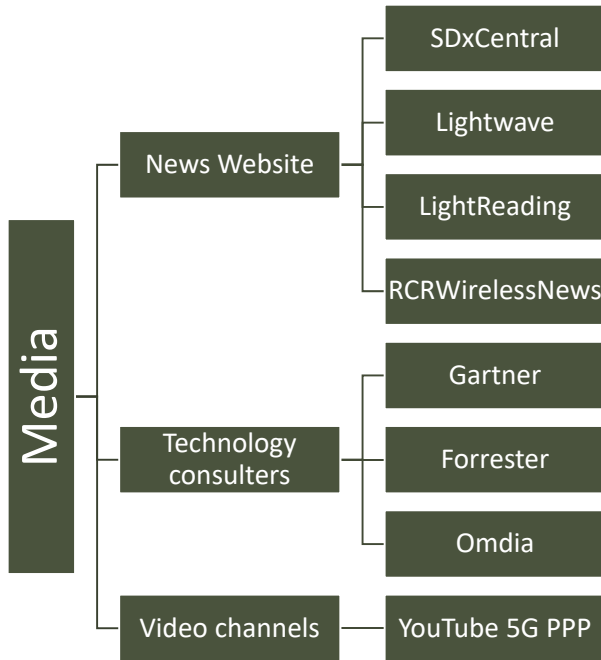 Media
News Website
SDxCentral
Lightwave
LightReading
RCRWirelessNews
Technology
consulters
Gartner
Forrester
Omdia
Video channels
YouTube 5G PPP